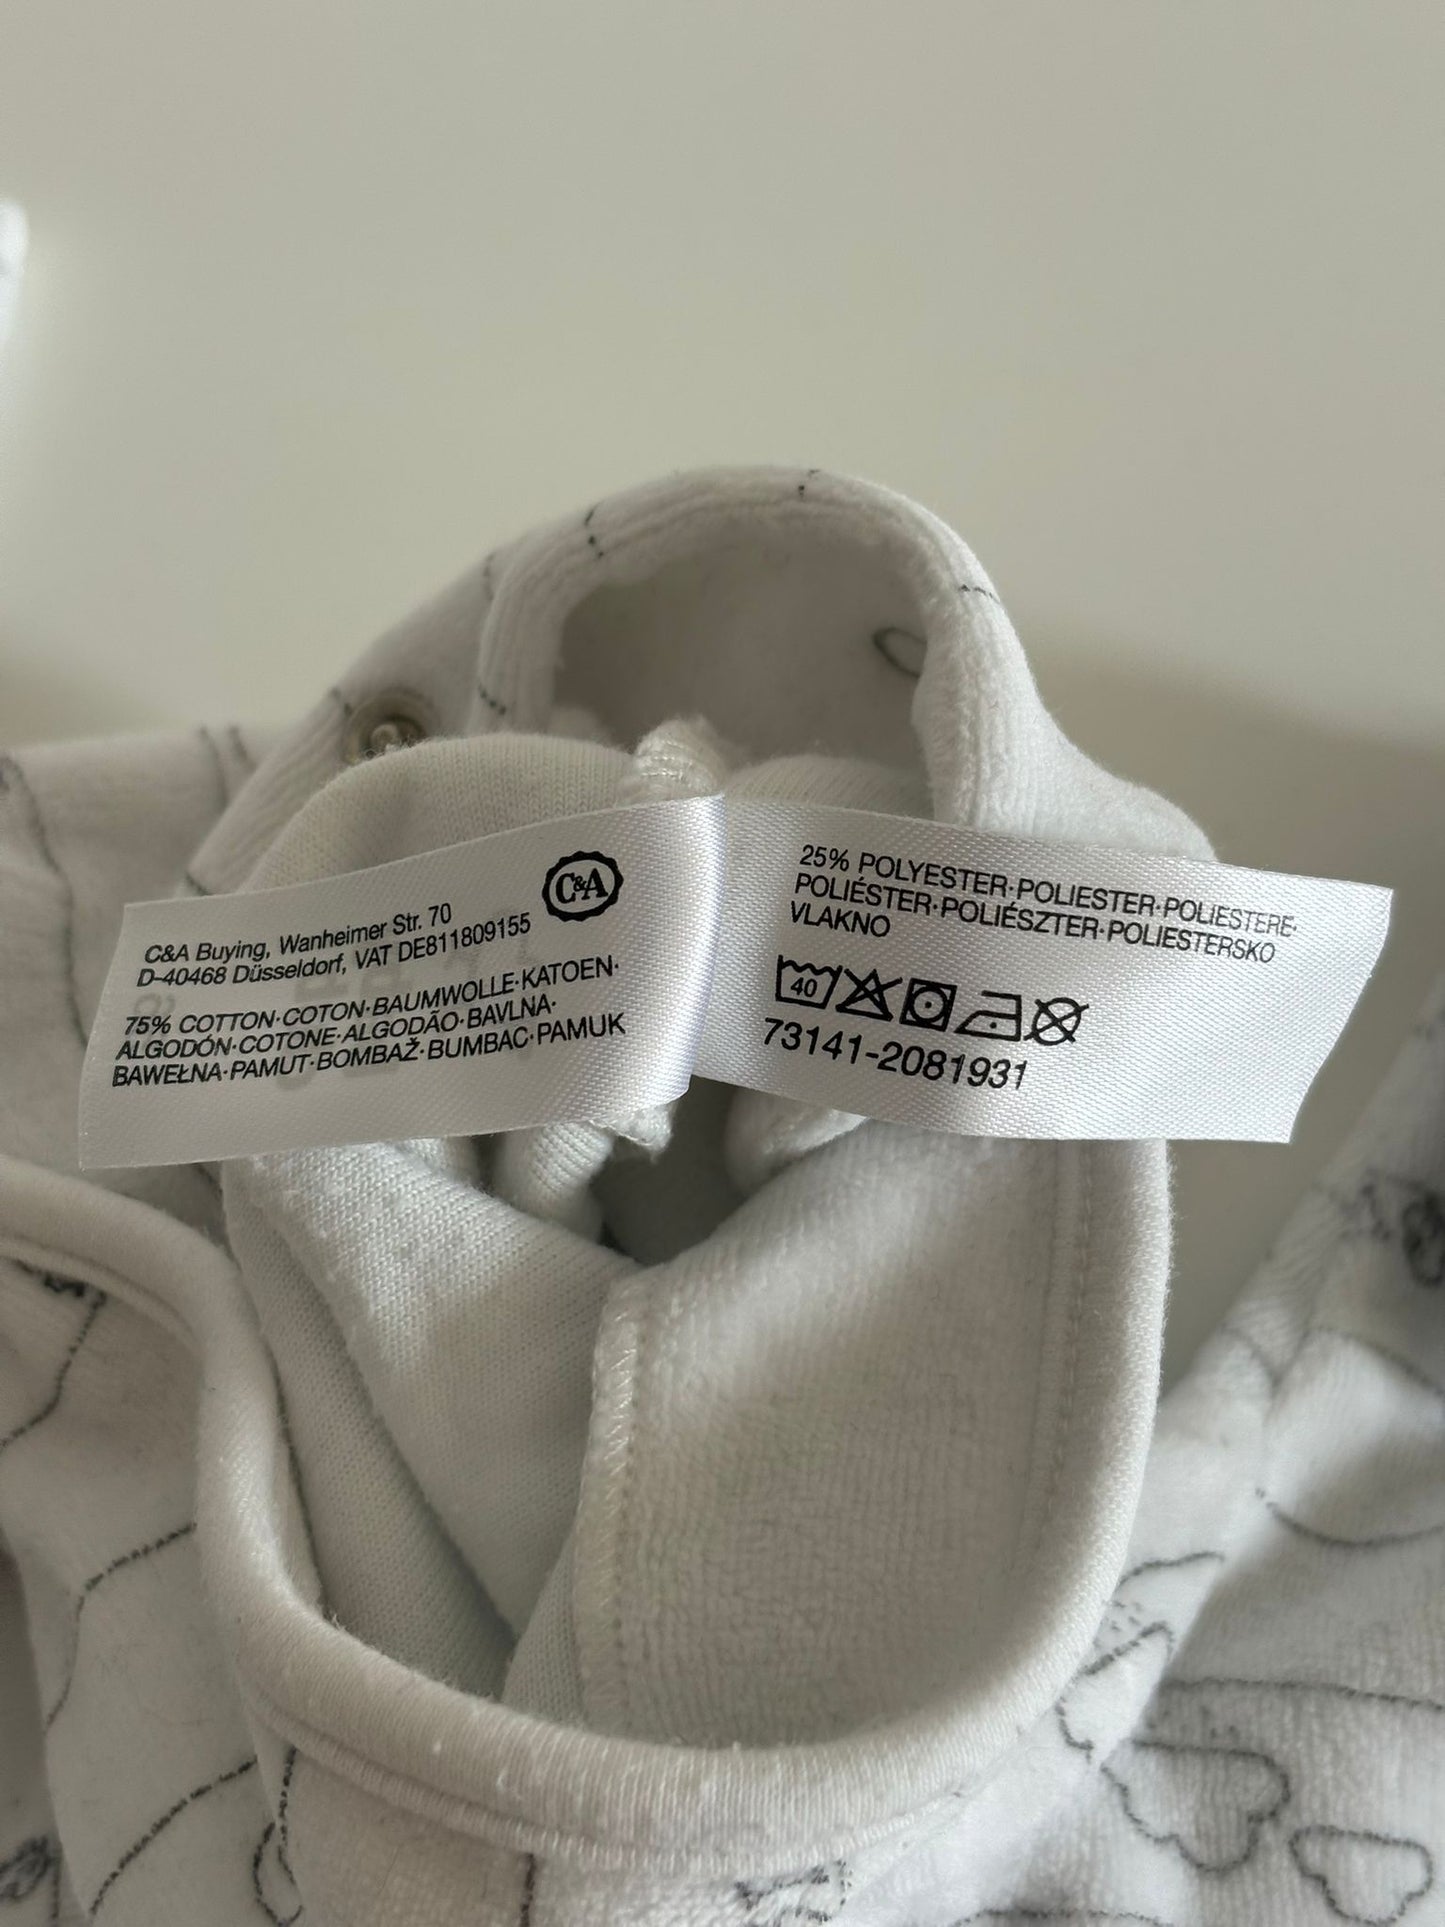 C&A
C&A Buying, Wanheimer Str. 70
D-40468 Düsseldorf, VAT DE811809155
75% COTTON·COTON·BAUMWOLLE·KATOEN·
ALGODÓN·COTONE·ALGODÃO·BAVLNA·
BAWEŁNA·PAMUT·BOMBAŽ·BUMBAC·PAMUK
25% POLYESTER·POLIESTER·POLIESTERE·
POLIÉSTER·POLIÉSZTER·POLIESTERSKO
VLAKNO
40
73141-2081931